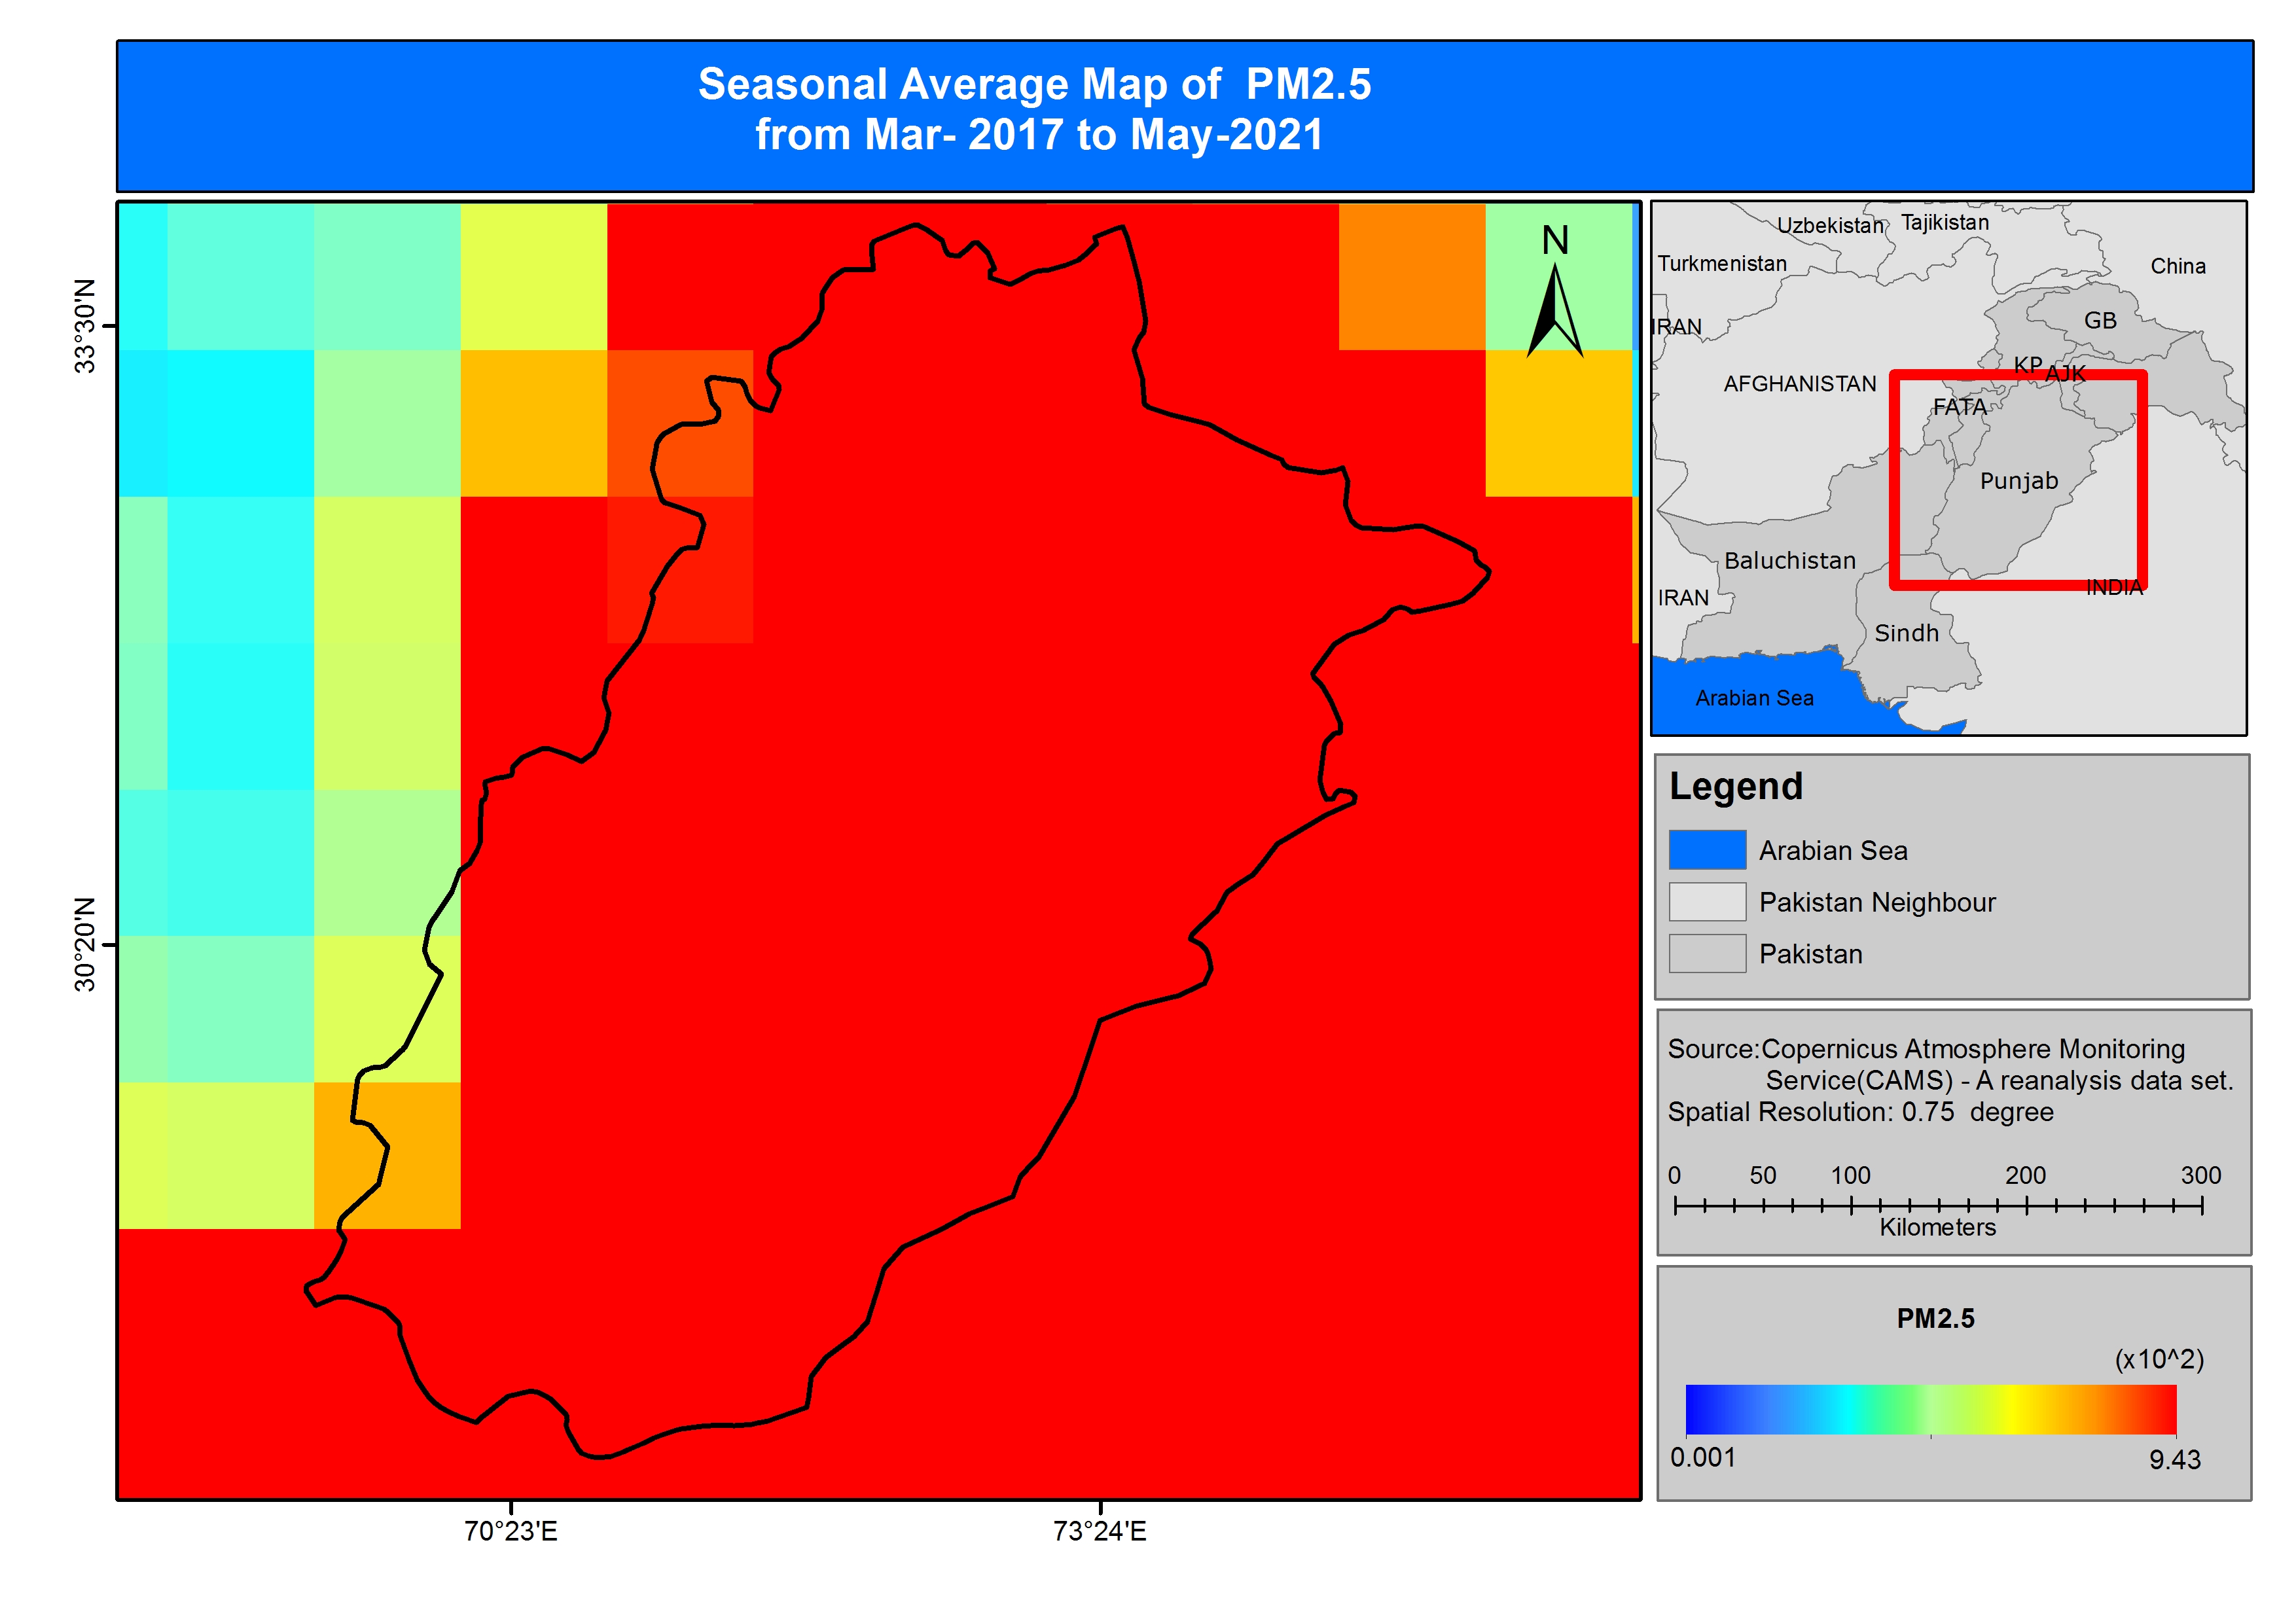 Seasonal Average Map of  PM2.5
from Mar- 2017 to May-2021
33°30'N
30°20'N
70°23'E
73°24'E
N
Uzbekistan
Tajikistan
Turkmenistan
China
IRAN
GB
KP
AJK
AFGHANISTAN
FATA
Punjab
Baluchistan
IRAN
INDIA
Sindh
Arabian Sea
Legend
Arabian Sea
Pakistan Neighbour
Pakistan
Source:Copernicus Atmosphere Monitoring
Service(CAMS) - A reanalysis data set.
Spatial Resolution: 0.75  degree
0 50 100 200 300
Kilometers
PM2.5
(x10^2)
0.001 9.43